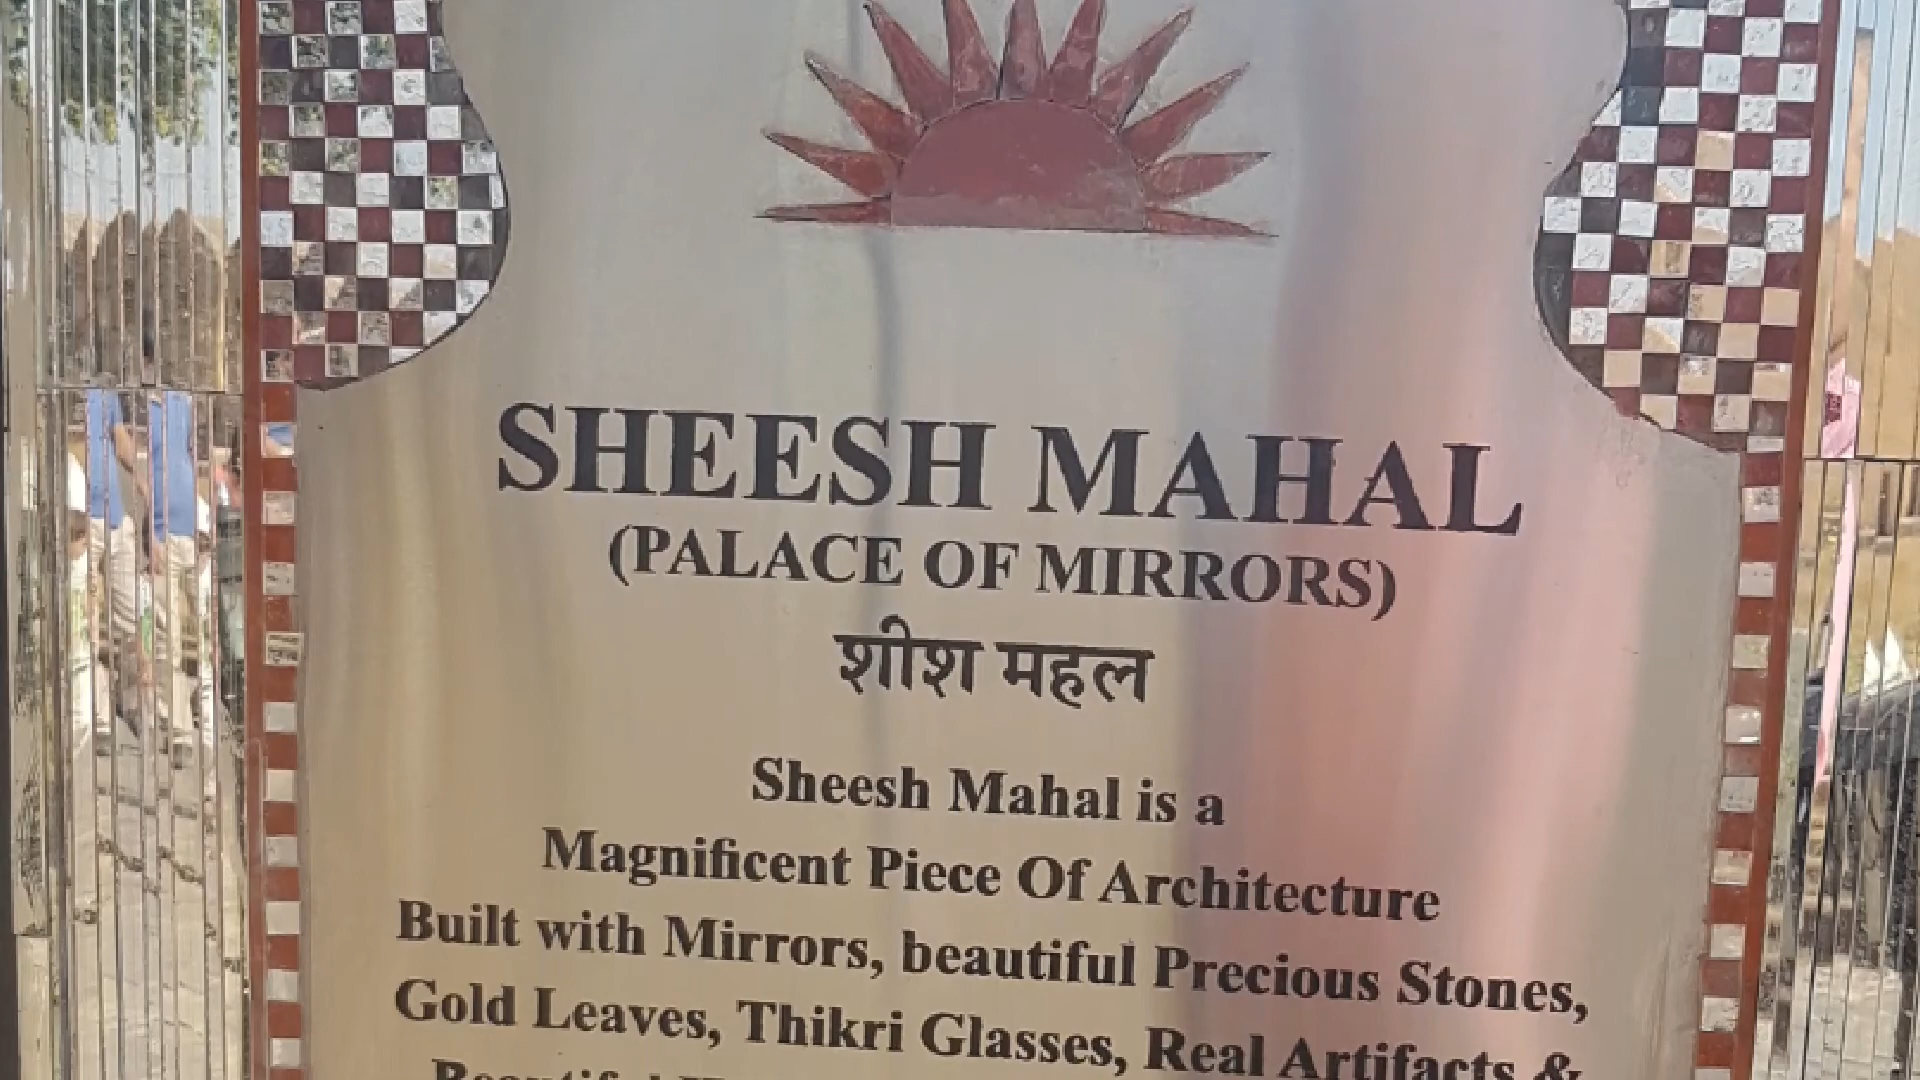 SHEESH MAHAL
(PALACE OF MIRRORS)
शीश महल
Sheesh Mahal is a
Magnificent Piece Of Architecture
Built with Mirrors, beautiful Precious Stones,
Gold Leaves, Thikri Glasses, Real Artifacts &